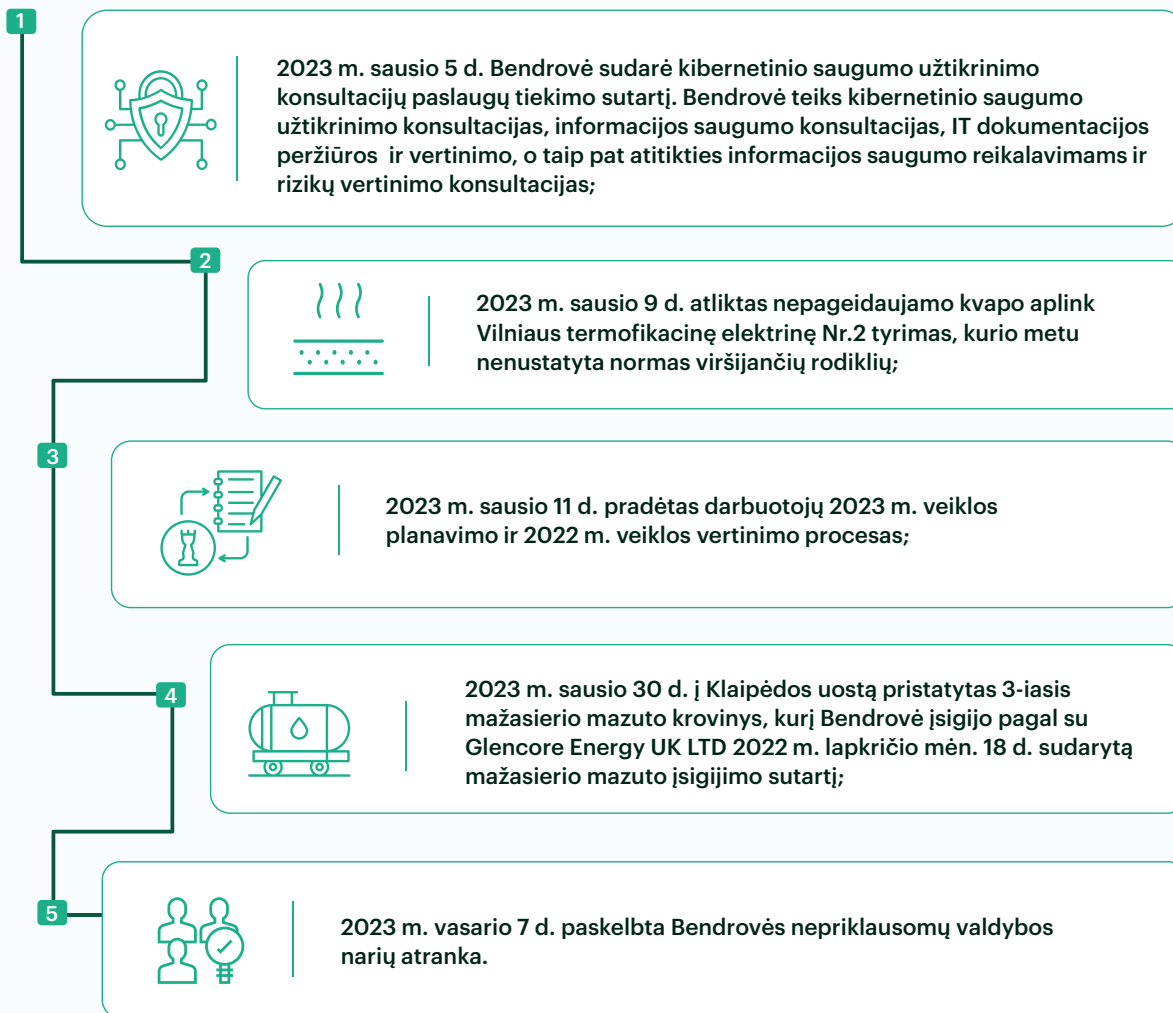 1
2023 m. sausio 5 d. Bendrovė sudarė kibernetinio saugumo užtikrinimo
konsultacijų paslaugų tiekimo sutartį. Bendrovė teiks kibernetinio saugumo
užtikrinimo konsultacijas, informacijos saugumo konsultacijas, IT dokumentacijos
peržiūros ir vertinimo, o taip pat atitikties informacijos saugumo reikalavimams ir
rizikų vertinimo konsultacijas;
2
2023 m. sausio 9 d. atliktas nepageidaujamo kvapo aplink
Vilniaus termofikacinę elektrinę Nr.2 tyrimas, kurio metu
nenustatyta normas viršijančių rodiklių;
3
2023 m. sausio 11 d. pradėtas darbuotojų 2023 m. veiklos
planavimo ir 2022 m. veiklos vertinimo procesas;
4
2023 m. sausio 30 d. į Klaipėdos uostą pristatytas 3-iasis
mažasierio mazuto krovinys, kurį Bendrovė įsigijo pagal su
Glencore Energy UK LTD 2022 m. lapkričio mėn. 18 d. sudarytą
mažasierio mazuto įsigijimo sutartį;
5
2023 m. vasario 7 d. paskelbta Bendrovės nepriklausomų valdybos
narių atranka.